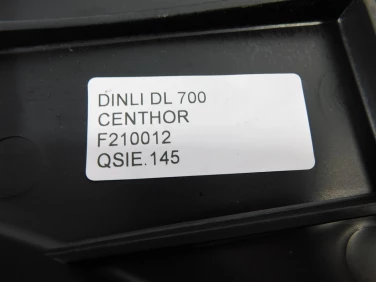 DINLI DL 700
CENTHOR
F210012
QSIE.145